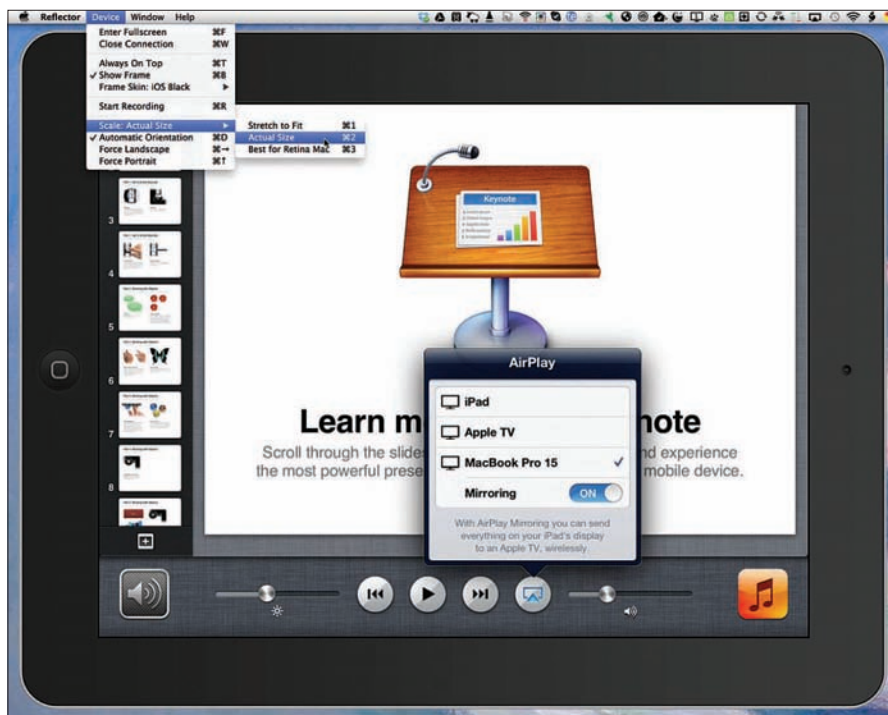 Reflector Device Window Help
Enter Fullscreen ⌘F
Close Connection ⌘W
Always On Top ⌘T
✓ Show Frame ⌘B
Frame Skin: iOS Black ▶
Start Recording ⌘R
Scale: Actual Size ▶
✓ Automatic Orientation ⌘D
Force Landscape ⌘→
Force Portrait ⌘↑
Stretch to Fit ⌘1
Actual Size ⌘2
Best for Retina Mac ⌘3
3
4
5
6
7
8
Keynote
AirPlay
iPad
Apple TV
MacBook Pro 15 ✓
Mirroring ON
With AirPlay Mirroring you can send
everything on your iPad's display
to an Apple TV, wirelessly
Learn m note
Scroll through the slides nd experience
the most powerful prese mobile device.